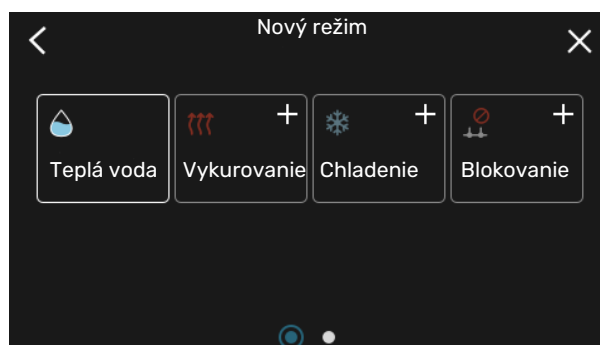 Nový režim
Teplá voda
Vykurovanie
Chladenie
Blokovanie